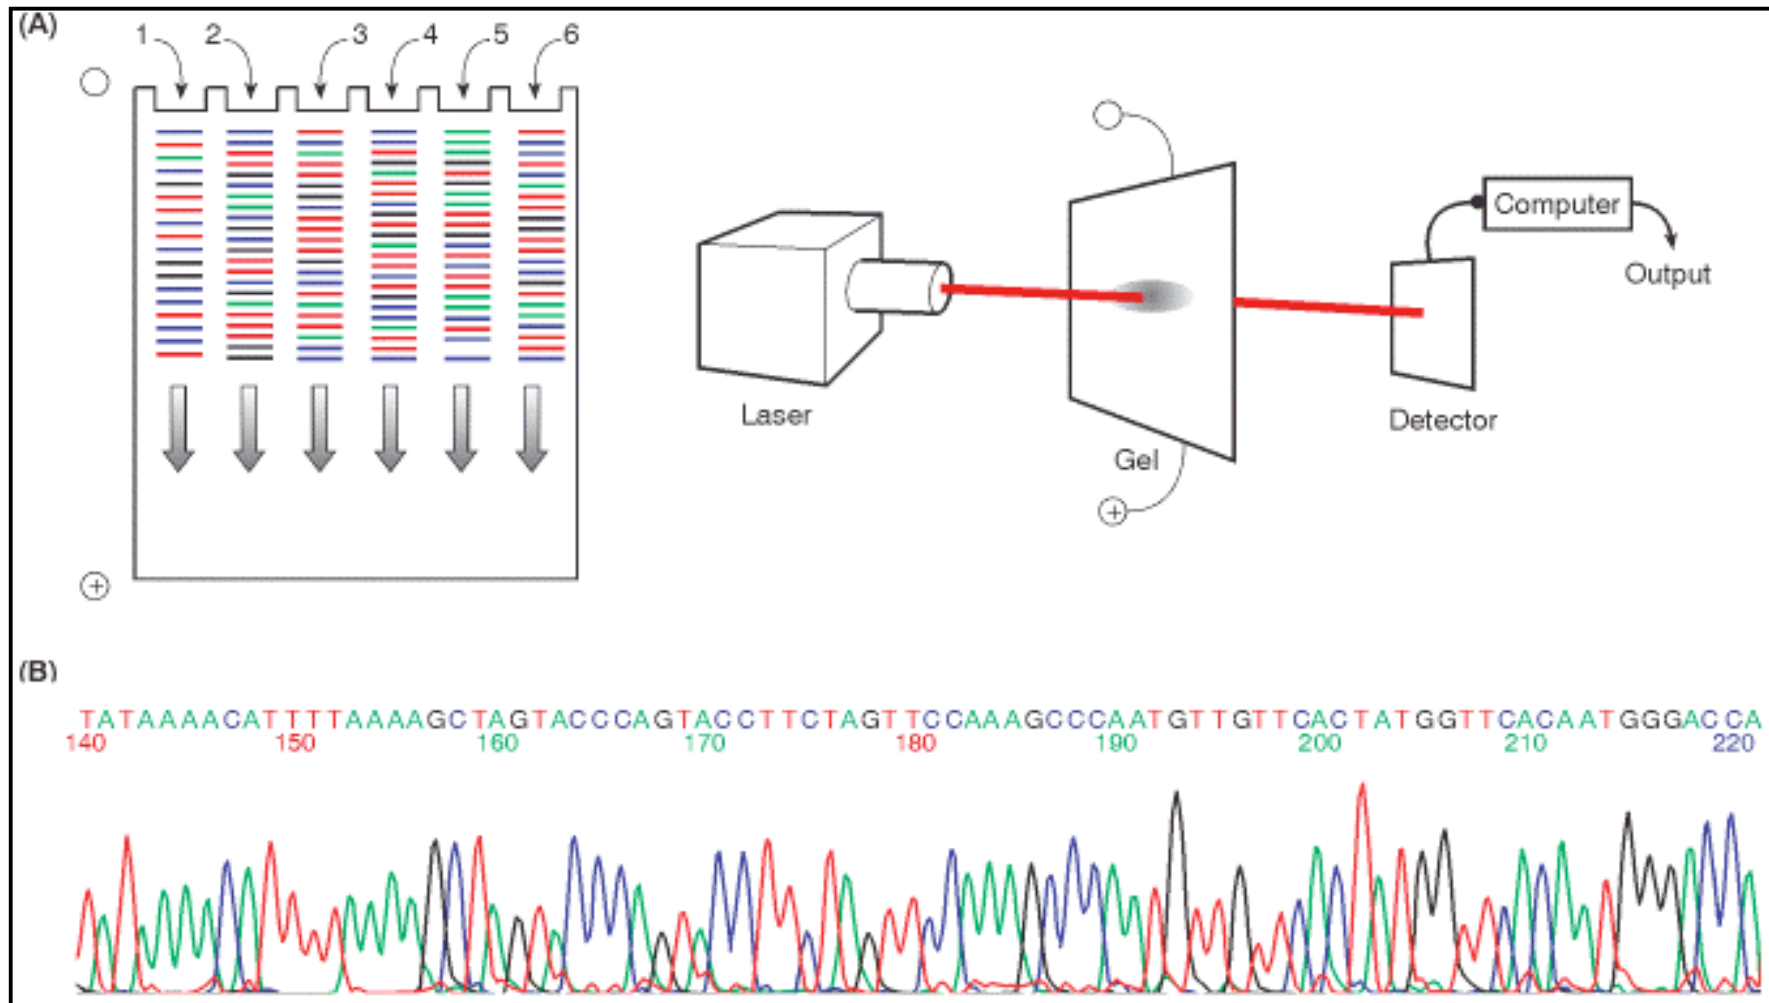 (A)
1 2 3 4 5 6
Computer
Output
Laser
Detector
Gel
+
+
(B)
TATAAAACATTTTAAAAGCTAGTACCCAGTACCTTCTAGTTCCAAAGCCCAATGTTGTTCACTATGGTTCACAATGGGACCA
140 150 160 170 180 190 200 210 220